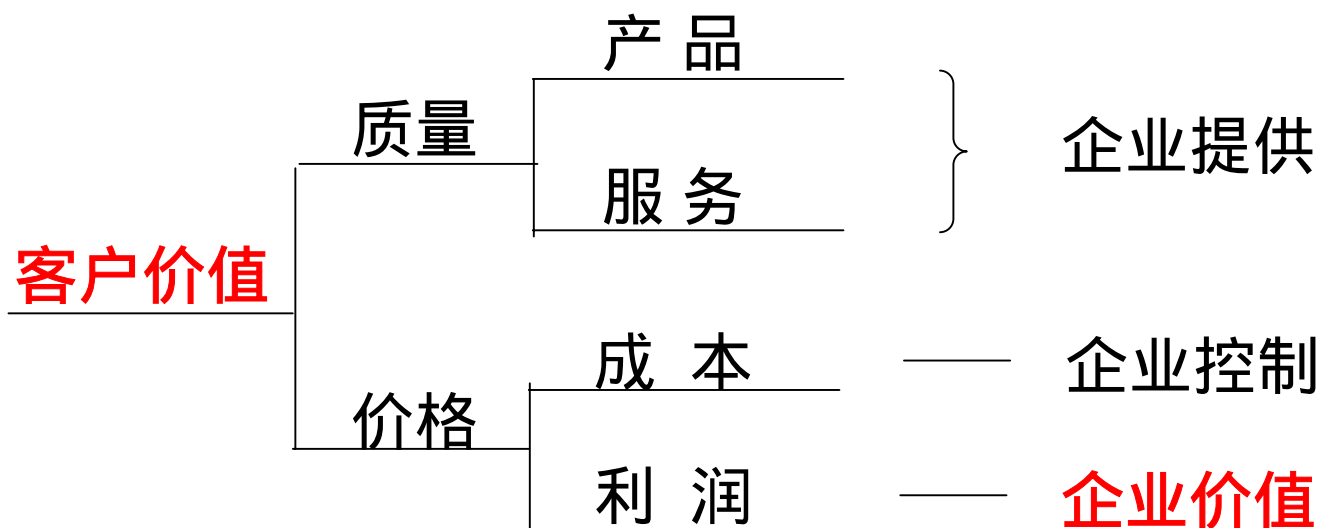 产 品
质量
企业提供
服 务
客户价值
成 本
企业控制
价格
利 润
企业价值